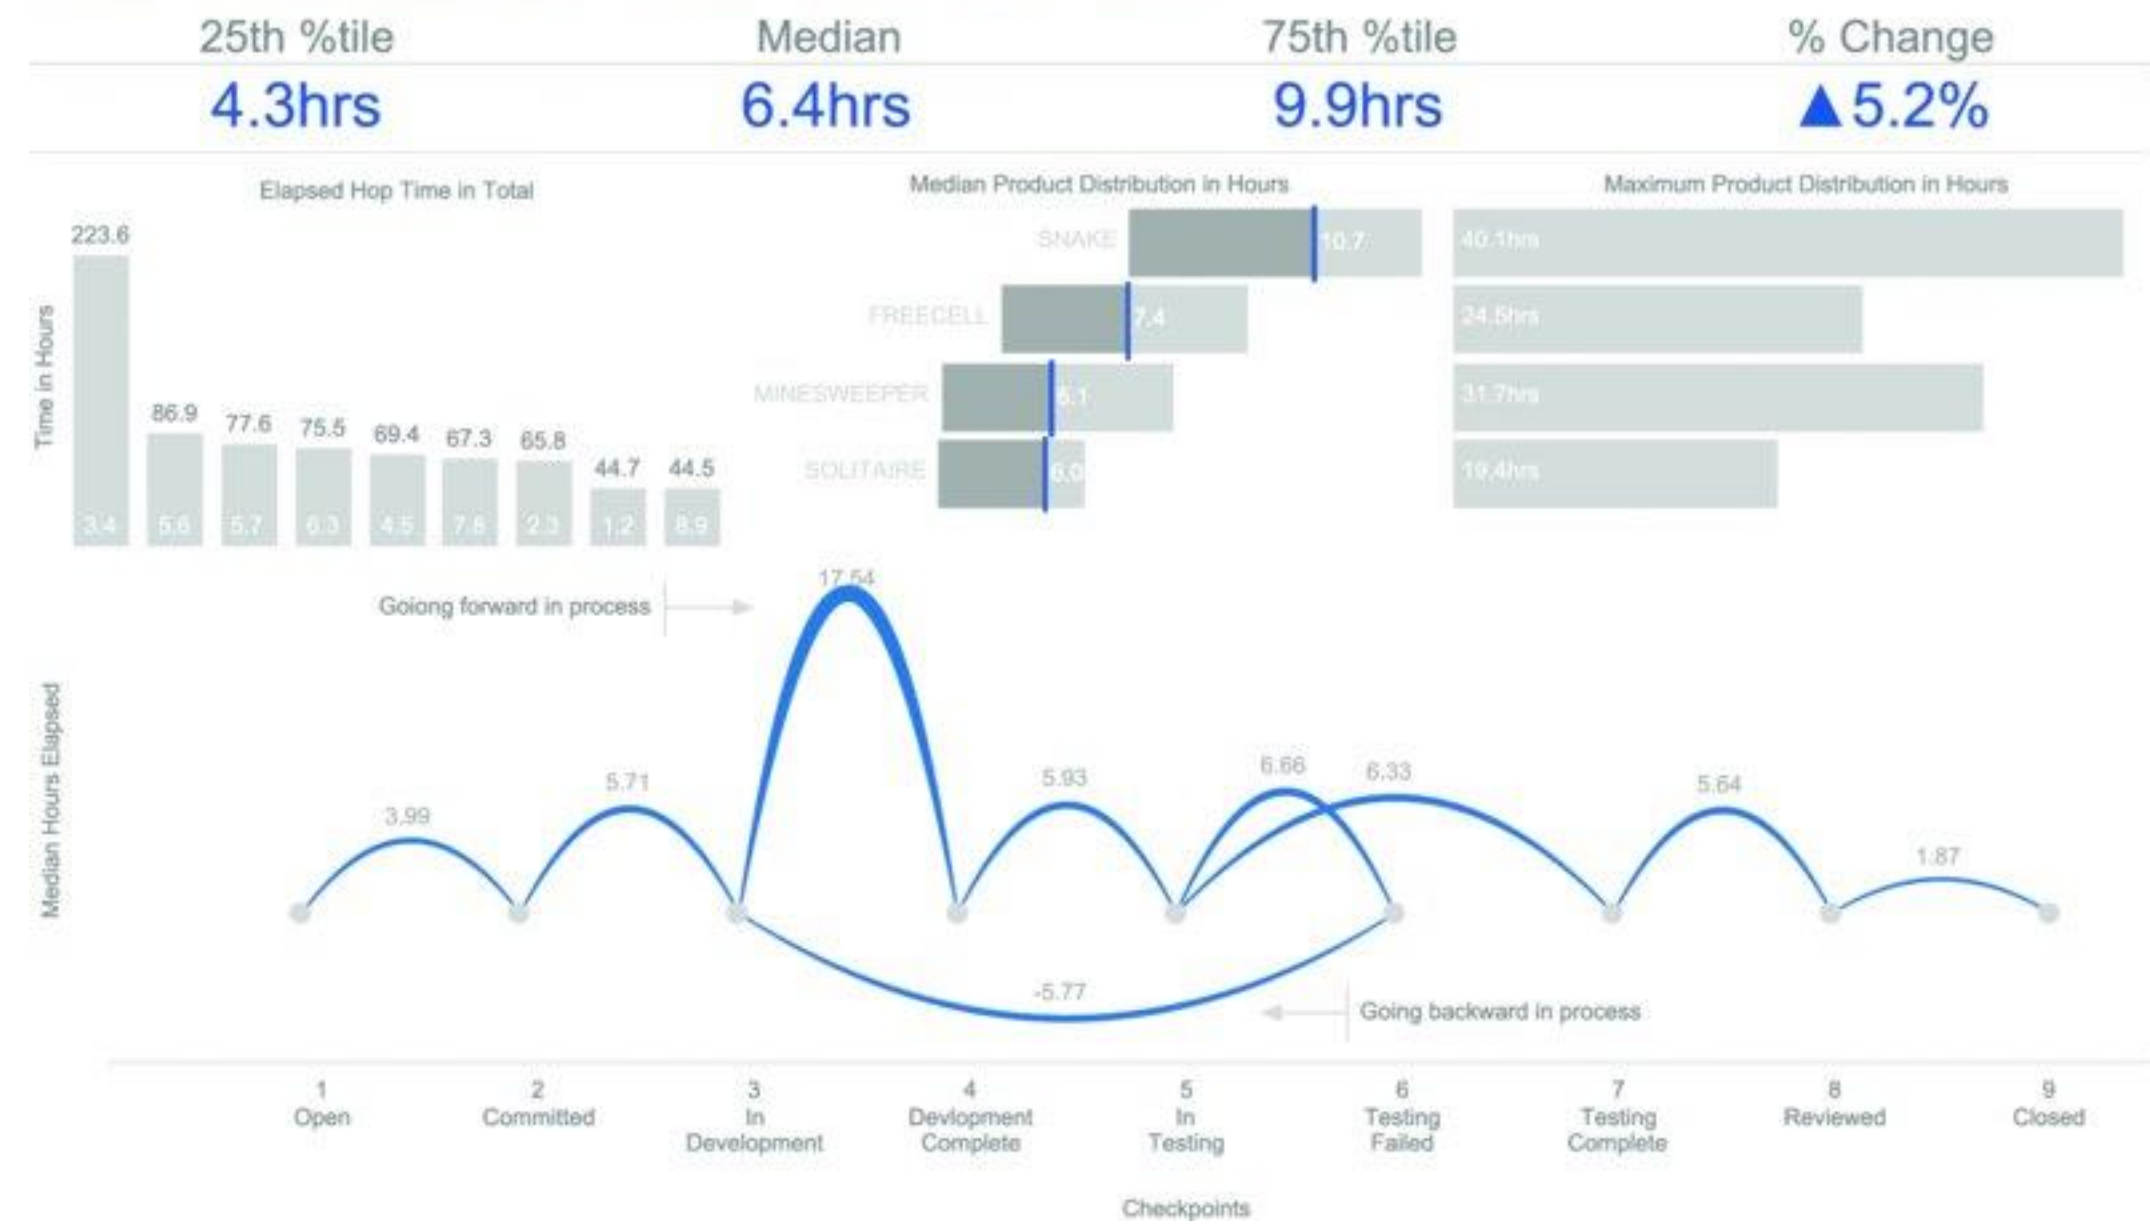 25th %tile
Median
75th %tile
% Change
4.3hrs
6.4hrs
9.9hrs
▲5.2%
Elapsed Hop Time in Total
Median Product Distribution in Hours
Maximum Product Distribution in Hours
Time in Hours
223.6
86.9
77.6
75.5
69.4
67.3
65.8
44.7
44.5
3.4
5.6
5.7
6.3
4.5
7.8
2.3
1.2
8.9
SNAKE
10.7
40.1hrs
FREECELL
7.4
24.5hrs
MINESWEEPER
6.1
31.7hrs
SOLITAIRE
6.0
19.4hrs
Goiong forward in process
Median Hours Elapsed
3.99
5.71
17.54
5.93
6.66
6.33
5.64
1.87
-5.77
Going backward in process
1
Open
2
Committed
3
In
Development
4
Devlopment
Complete
5
In
Testing
6
Testing
Failed
7
Testing
Complete
8
Reviewed
9
Closed
Checkpoints